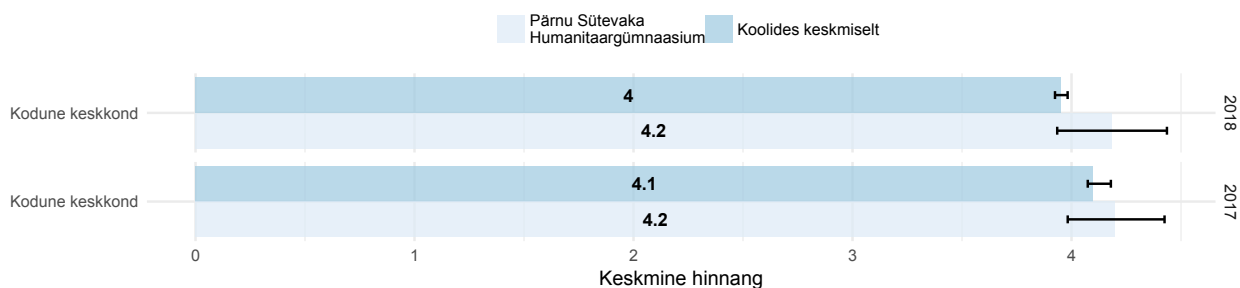 Pärnu Sütevaka
Humanitaargümnaasium
Koolides keskmiselt
Kodune keskkond
4
4.2
2018
Kodune keskkond
4.1
4.2
2017
0 1 2 3 4
Keskmine hinnang